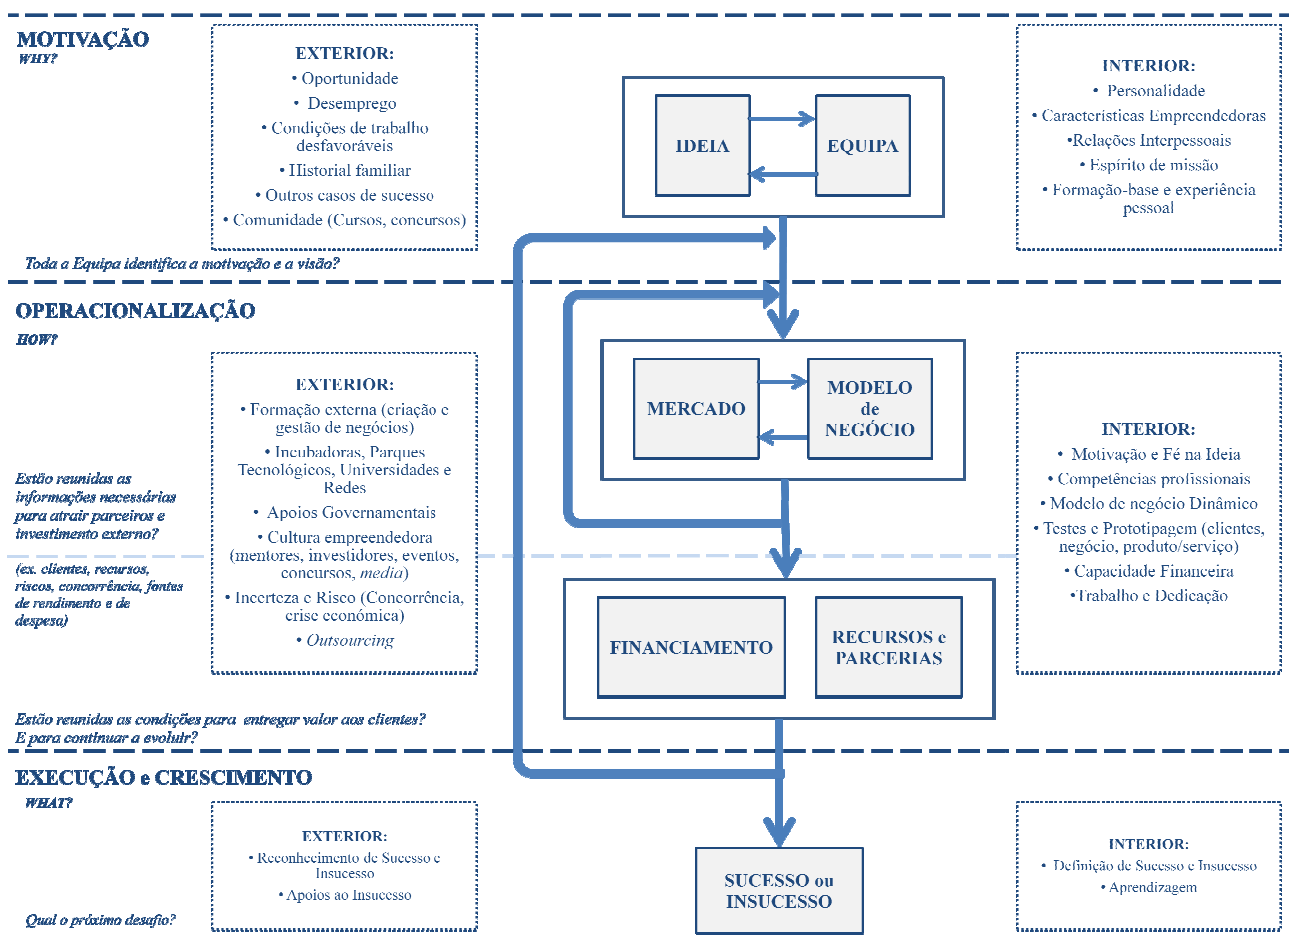 MOTIVAÇÃO
WHY?
EXTERIOR:
• Oportunidade
• Desemprego
• Condições de trabalho
desfavoráveis
• Historial familiar
• Outros casos de sucesso
• Comunidade (Cursos, concursos)
IDEIA
EQUIPA
INTERIOR:
• Personalidade
• Características Empreendedoras
•Relações Interpessoais
• Espírito de missão
• Formação-base e experiência
pessoal
Toda a Equipa identifica a motivação e a visão?
OPERACIONALIZAÇÃO
HOW?
Estão reunidas as
informações necessárias
para atrair parceiros e
investimento externo?
(ex. clientes, recursos,
riscos, concorrência, fontes
de rendimento e de
despesa)
EXTERIOR:
• Formação externa (criação e
gestão de negócios)
• Incubadoras, Parques
Tecnológicos, Universidades e
Redes
• Apoios Governamentais
• Cultura empreendedora
(mentores, investidores, eventos,
concursos, media)
• Incerteza e Risco (Concorrência,
crise económica)
• Outsourcing
MERCADO
MODELO
de
NEGÓCIO
FINANCIAMENTO
RECURSOS e
PARCERIAS
INTERIOR:
• Motivação e Fé na Ideia
• Competências profissionais
• Modelo de negócio Dinâmico
• Testes e Prototipagem (clientes,
negócio, produto/serviço)
• Capacidade Financeira
•Trabalho e Dedicação
Estão reunidas as condições para entregar valor aos clientes?
E para continuar a evoluir?
EXECUÇÃO e CRESCIMENTO
WHAT?
EXTERIOR:
• Reconhecimento de Sucesso e
Insucesso
• Apoios ao Insucesso
SUCESSO ou
INSUCESSO
INTERIOR:
• Definição de Sucesso e Insucesso
• Aprendizagem
Qual o próximo desafio?